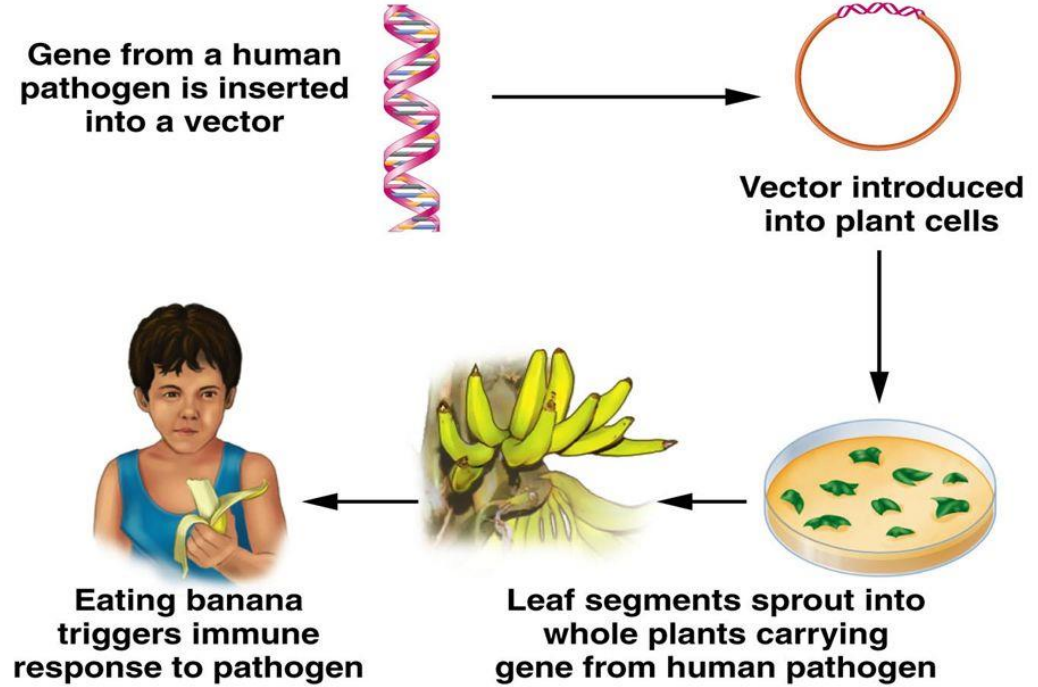 Gene from a human
pathogen is inserted
into a vector
Vector introduced
into plant cells
Leaf segments sprout into
whole plants carrying
gene from human pathogen
Eating banana
triggers immune
response to pathogen